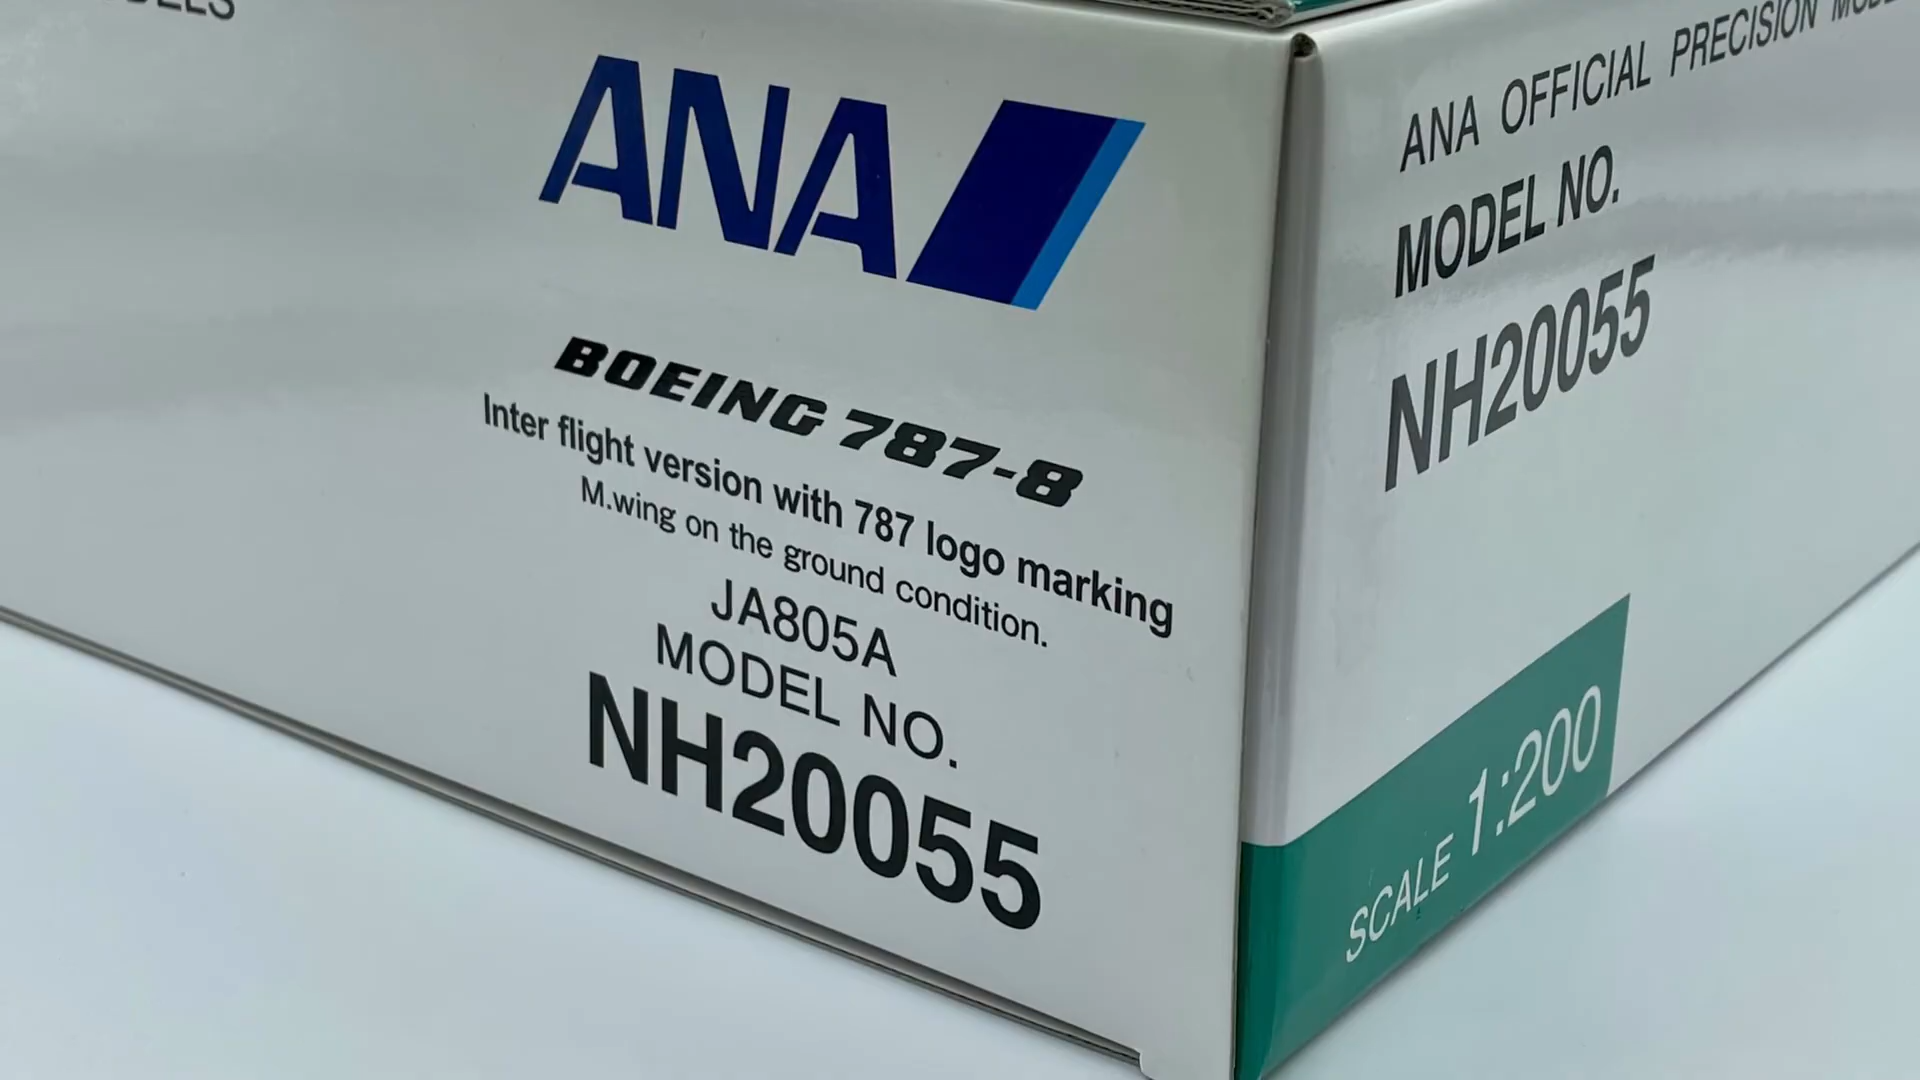 ANA
BOEING 787-8
Inter flight version with 787 logo marking
M.wing on the ground condition.
JA805A
MODEL NO.
NH20055
ANA OFFICIAL PRECISION
MODEL NO.
NH20055
SCALE 1:200